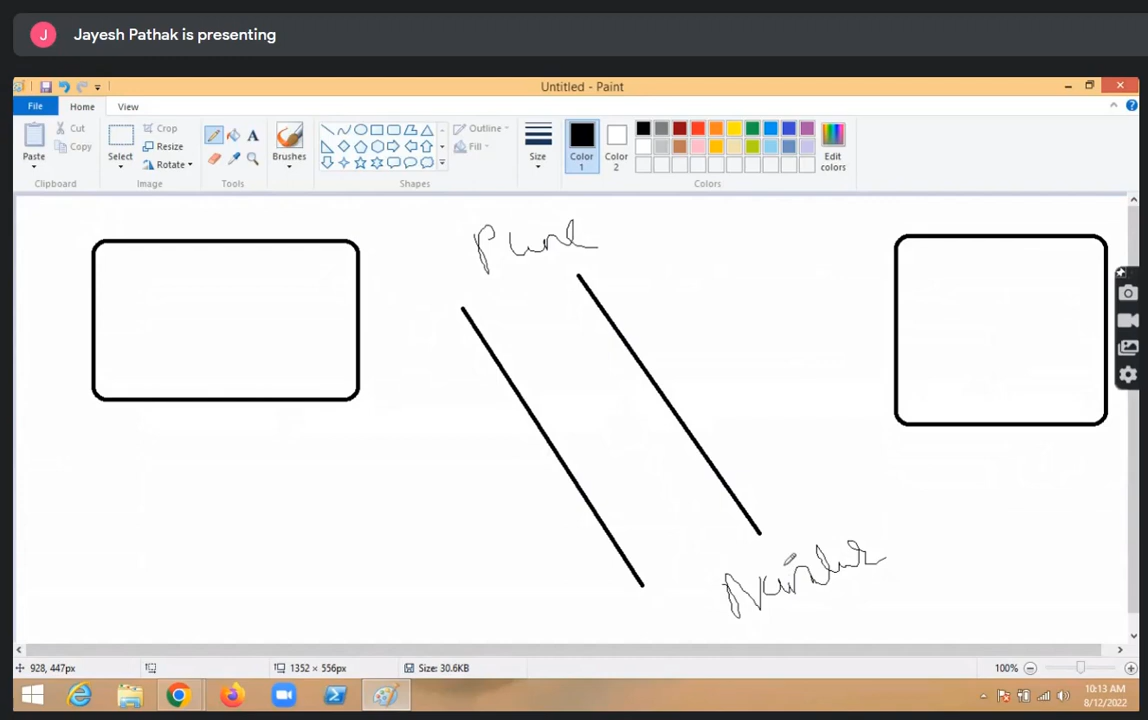 J Jayesh Pathak is presenting
Untitled - Paint
File Home View
Cut
Copy
Paste
Clipboard
Select
Crop
Resize
Rotate
Image
A
Tools
Brushes
Outline
Fill
Shapes
Size
Color 1
Color 2
Edit colors
Colors
Pune
928, 447px
1352 × 556px
Size: 30.6KB
100%
10:13 AM
8/12/2022